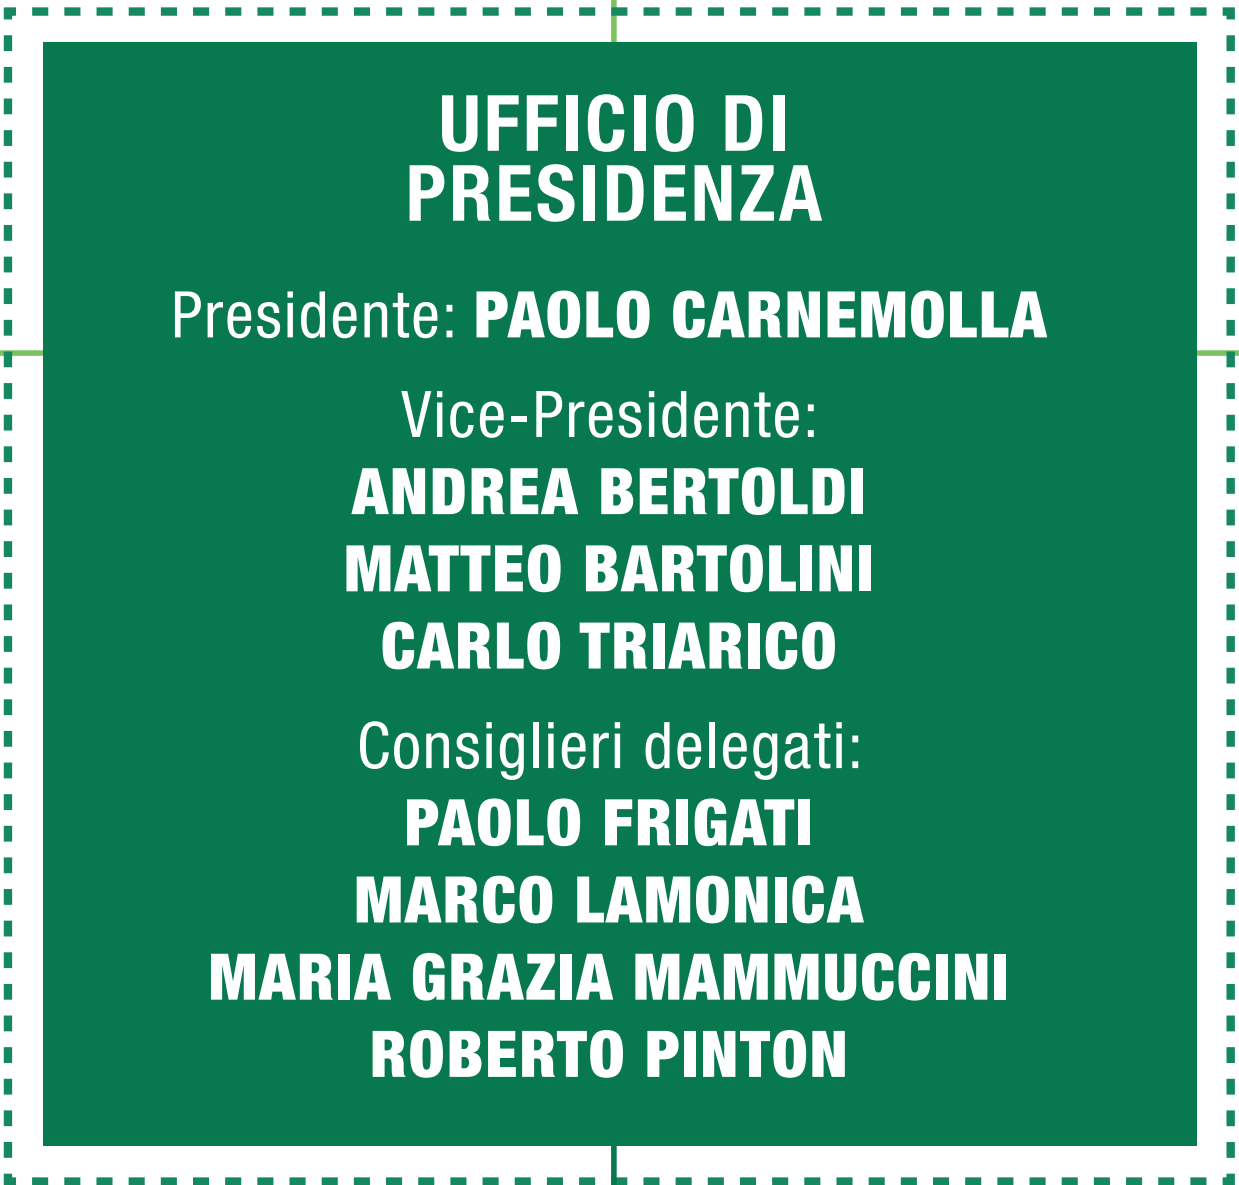 UFFICIO DI
PRESIDENZA
Presidente: PAOLO CARNEMOLLA
Vice-Presidente:
ANDREA BERTOLDI
MATTEO BARTOLINI
CARLO TRIARICO
Consiglieri delegati:
PAOLO FRIGATI
MARCO LAMONICA
MARIA GRAZIA MAMMUCCINI
ROBERTO PINTON